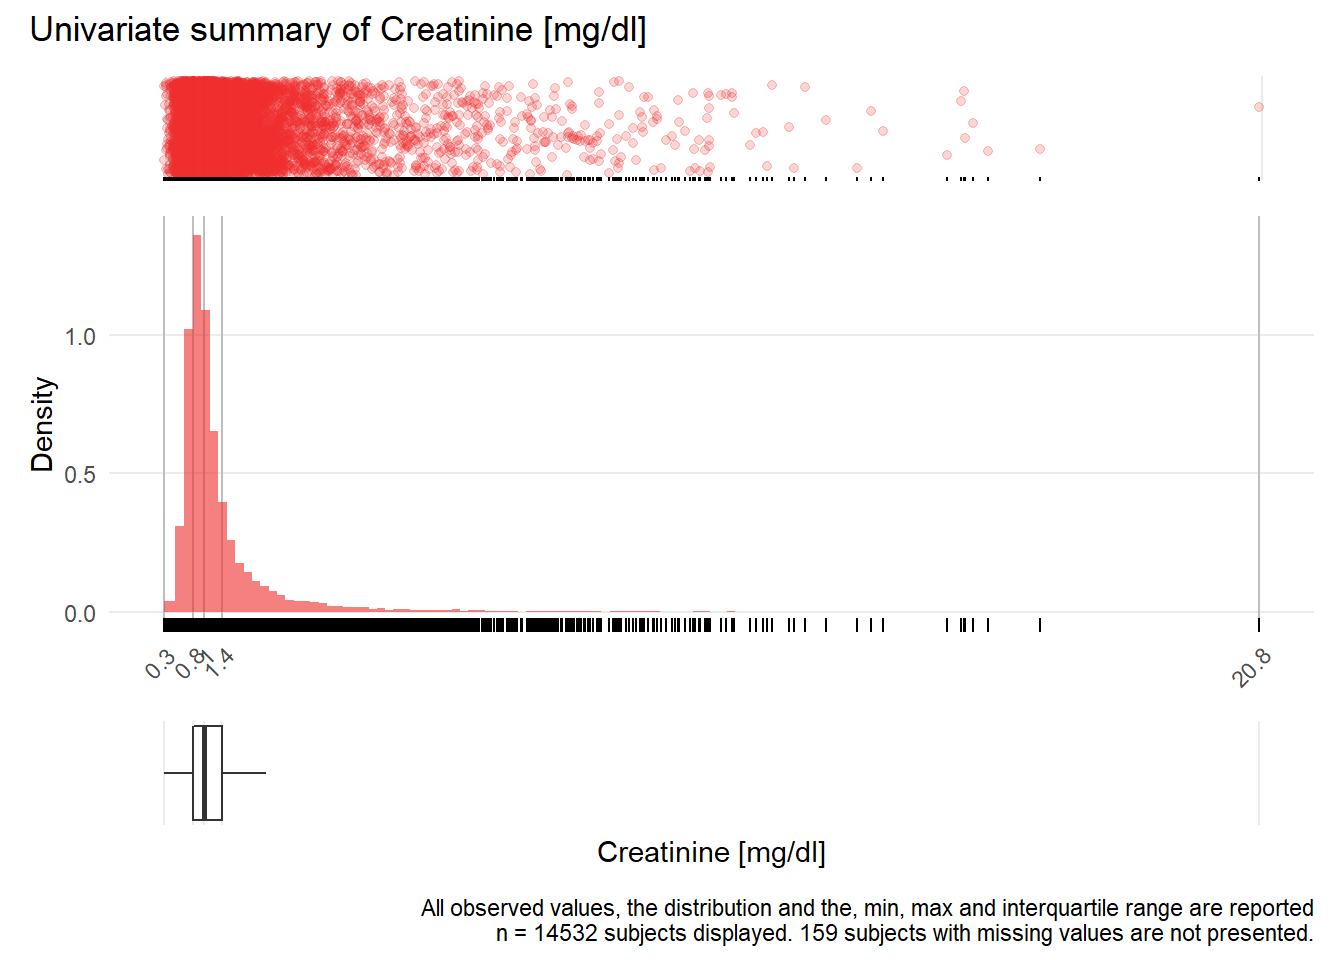 Univariate summary of Creatinine [mg/dl]
1.0
0.5
0.0
Density
0.3
0.8
1
1.4
20.8
Creatinine [mg/dl]
All observed values, the distribution and the, min, max and interquartile range are reported
n = 14532 subjects displayed. 159 subjects with missing values are not presented.